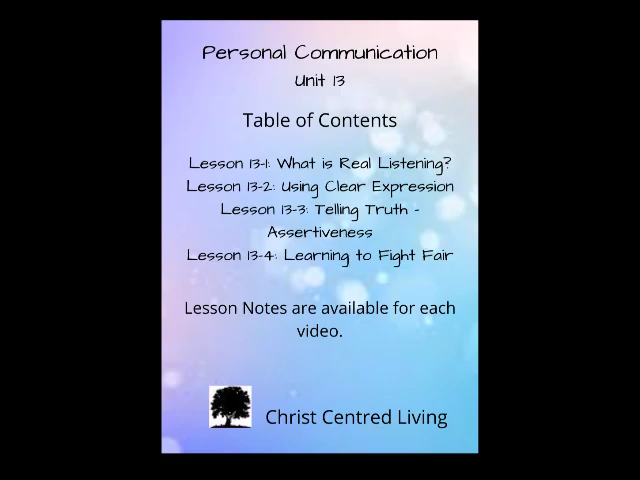 Personal Communication
Unit 13
Table of Contents
Lesson 13-1: What is Real Listening?
Lesson 13-2: Using Clear Expression
Lesson 13-3: Telling Truth -
Assertiveness
Lesson 13-4: Learning to Fight Fair
Lesson Notes are available for each
video.
Christ Centred Living